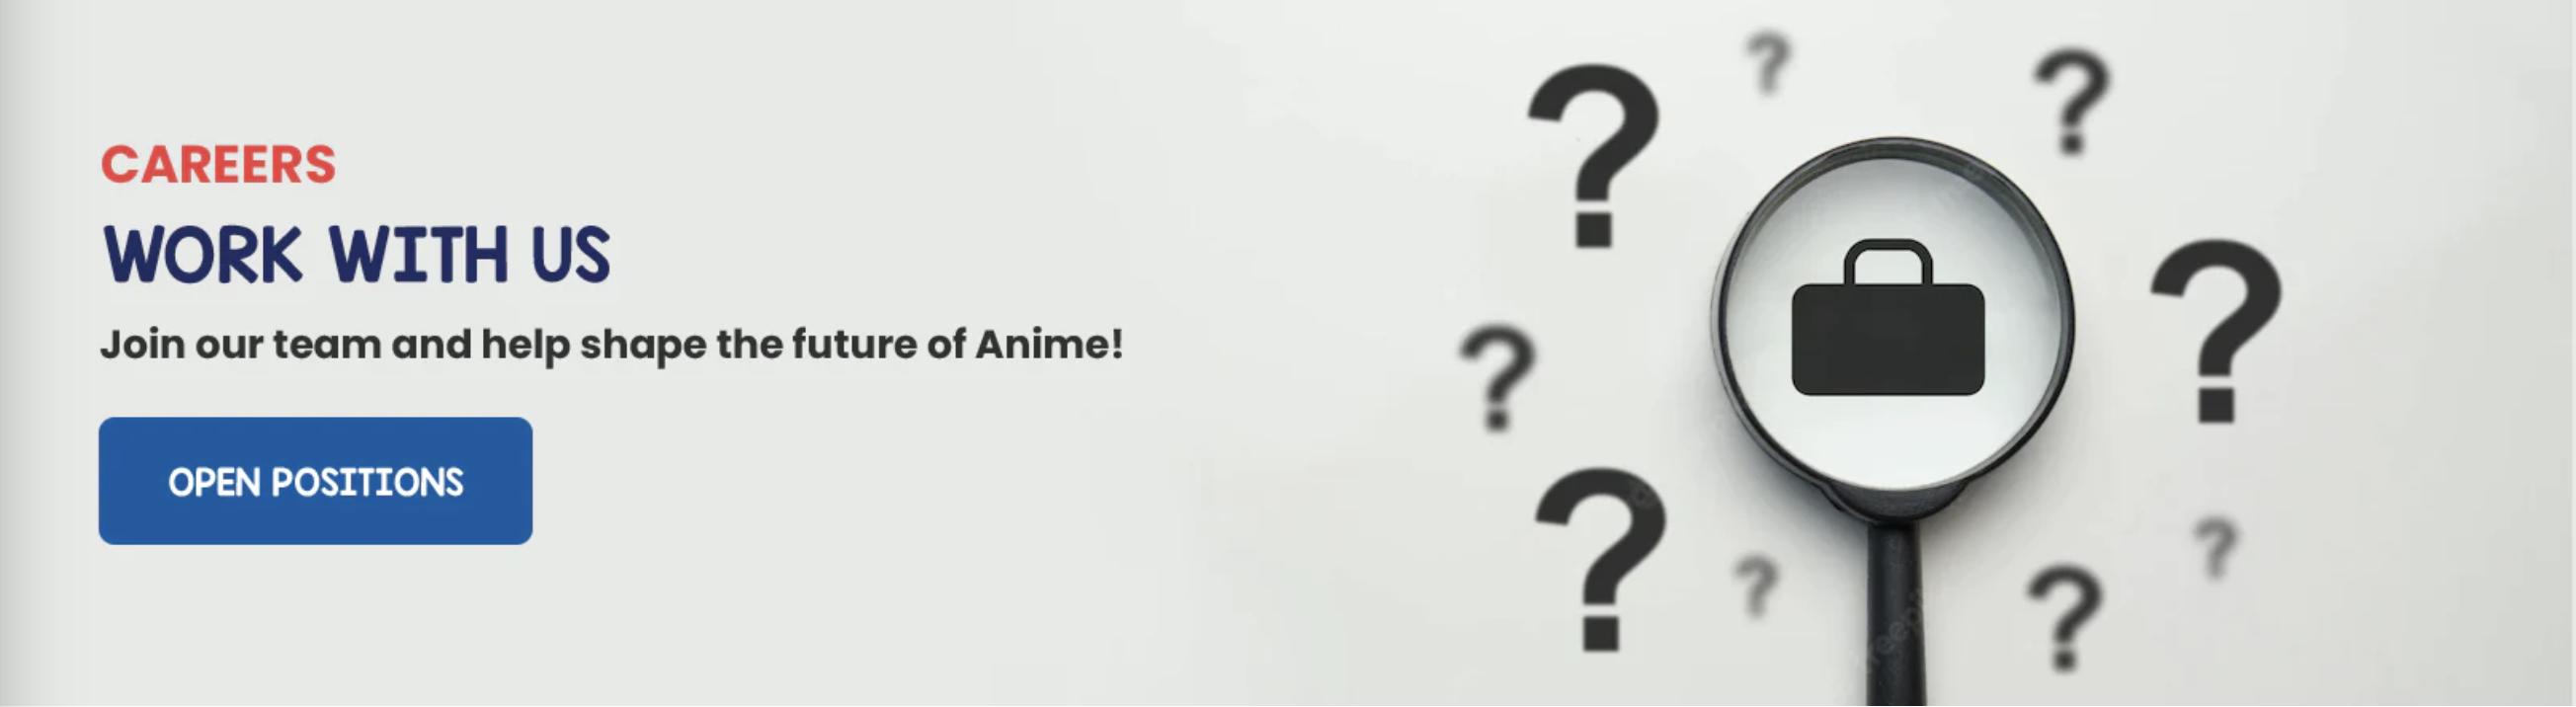 CAREERS
WORK WITH US
Join our team and help shape the future of Anime!
OPEN POSITIONS
? ? ?
?
?
?
? ? ?
?